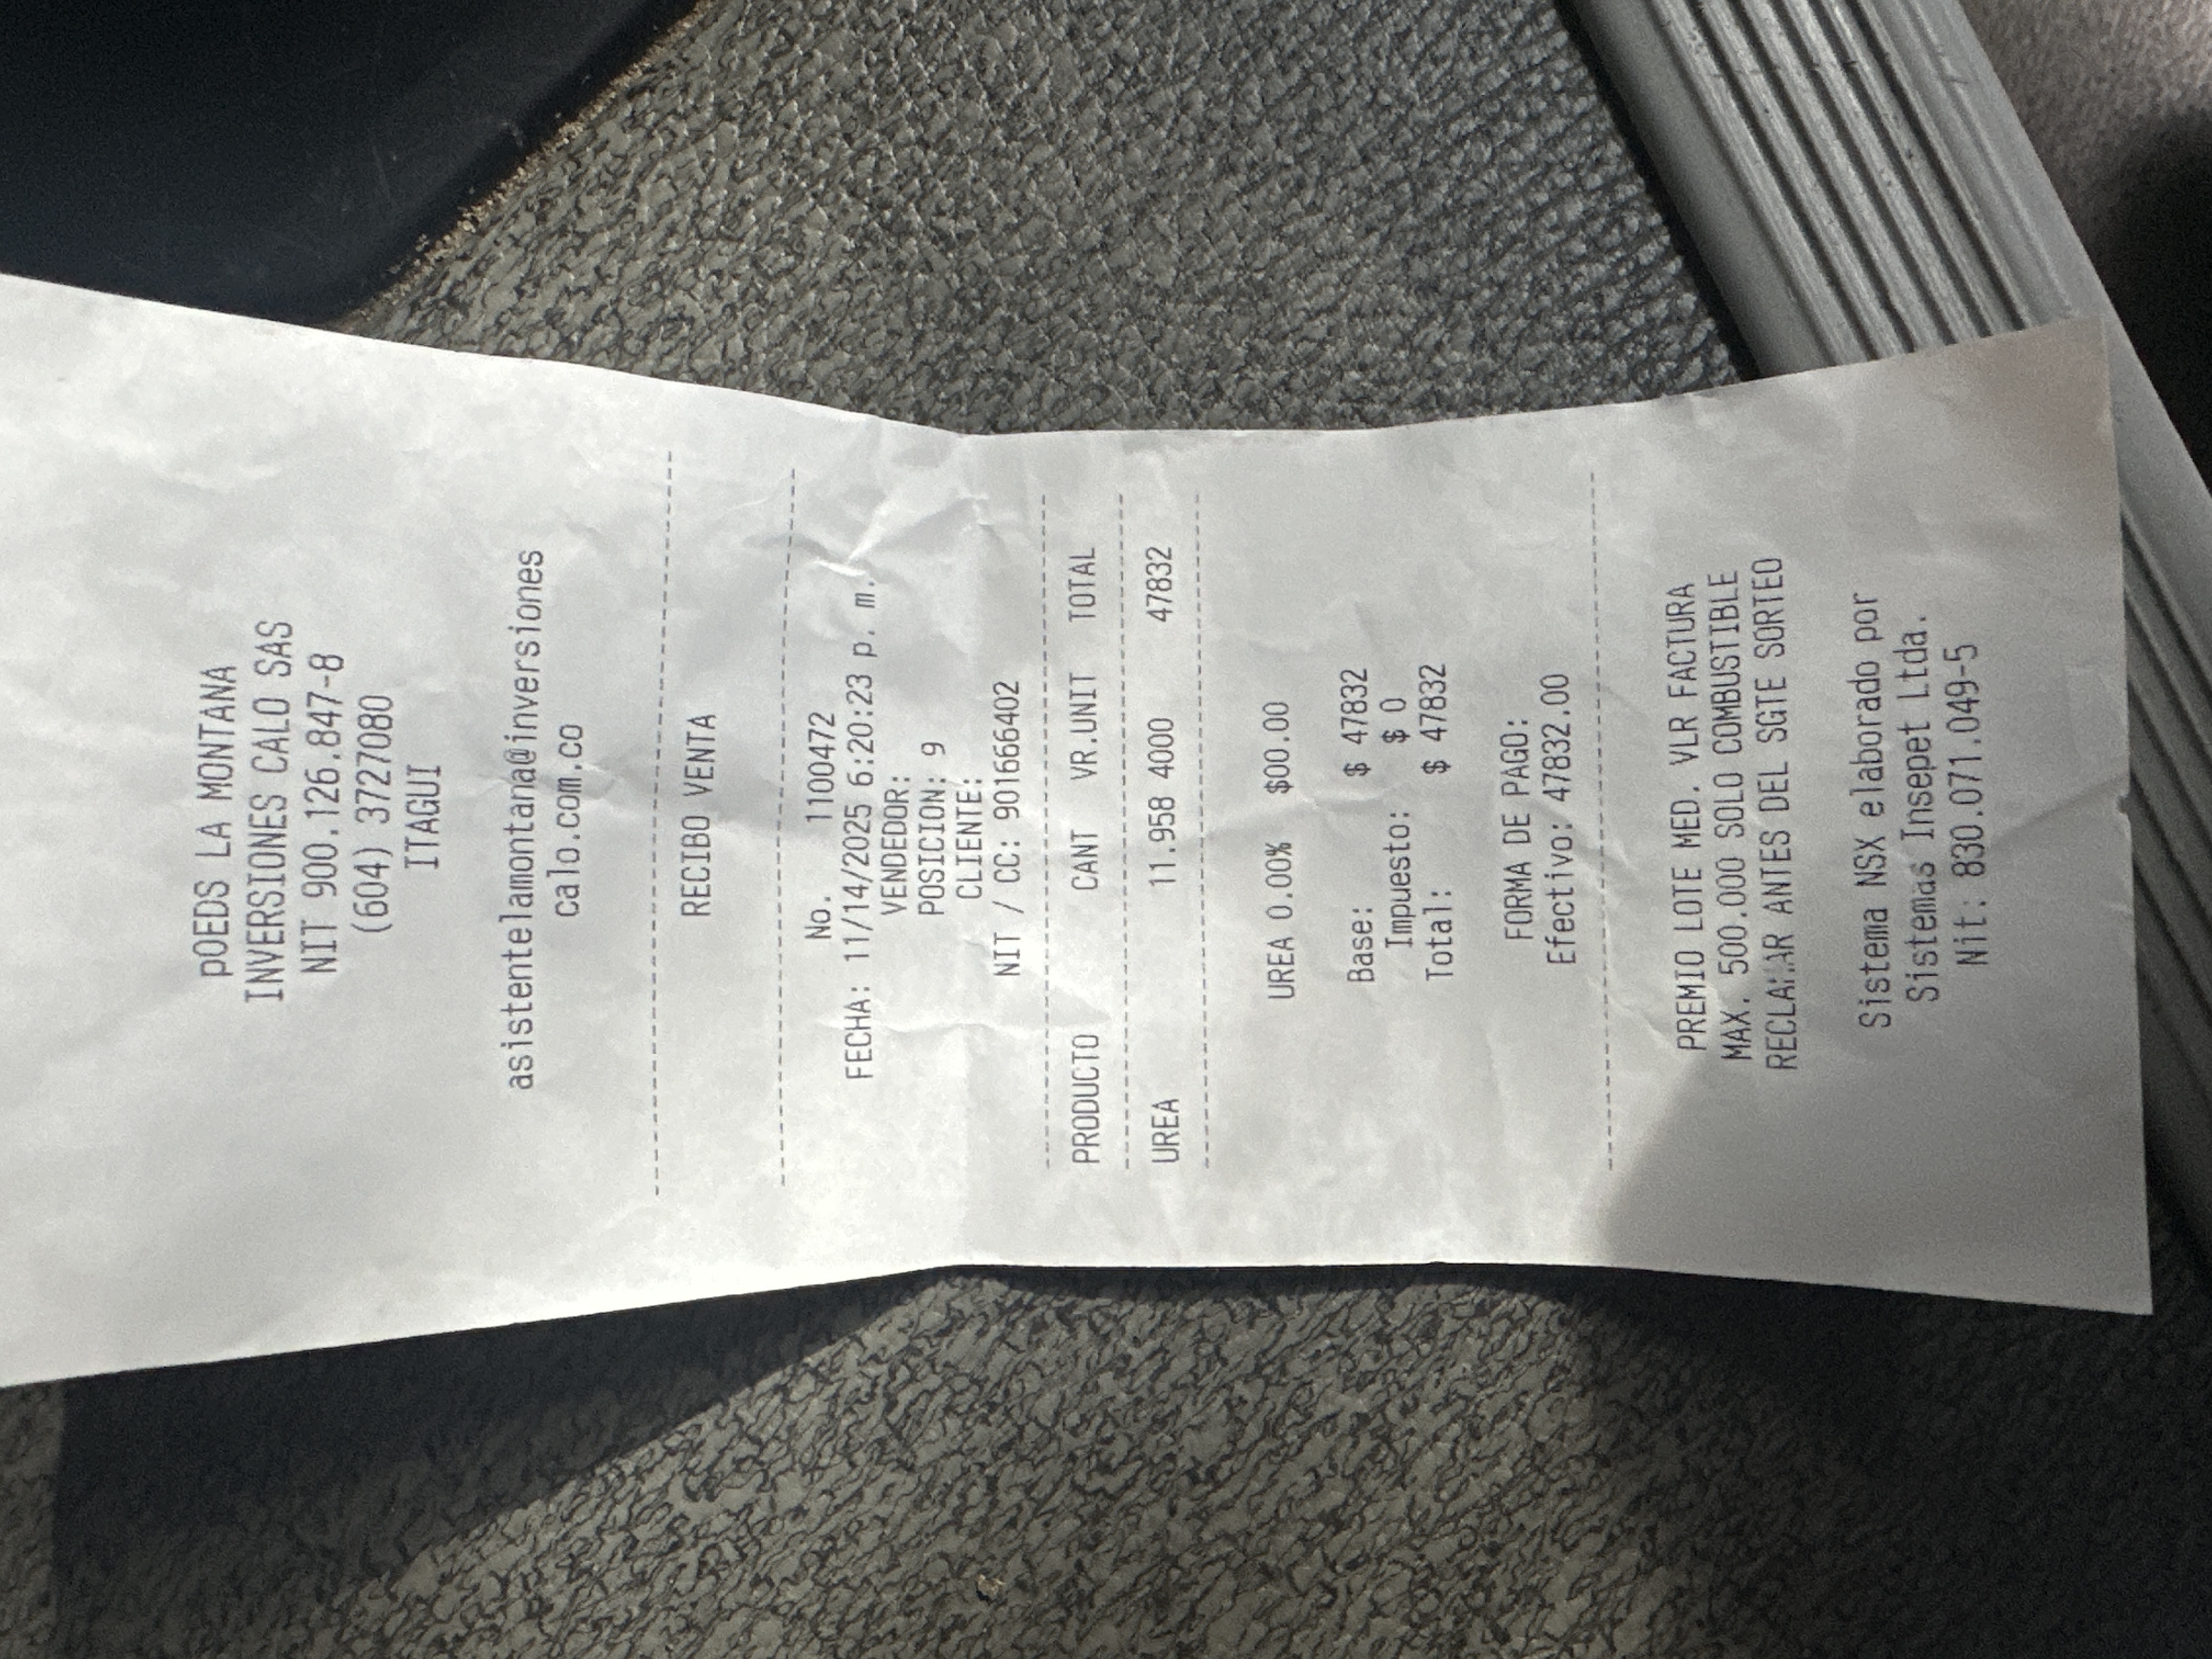 pOEDS LA MONTANA
INVERSIONES CALO SAS
NIT 900.126.847-8
(604) 3727080
ITAGUI
asistentelamontana@inversiones
calo.com.co
RECIBO VENTA
No. 1100472
FECHA: 11/14/2025 6:20:23 p. m.
VENDEDOR:
POSICION: 9
CLIENTE:
NIT / CC: 901666402
PRODUCTO CANT VR.UNIT TOTAL
UREA 11.958 4000 47832
UREA 0.00% $00.00
Base: $ 47832
Impuesto: $ 0
Total: $ 47832
FORMA DE PAGO:
Efectivo: 47832.00
PREMIO LOTE MED. VLR FACTURA
MAX. 500.000 SOLO COMBUSTIBLE
RECLAMAR ANTES DEL SGTE SORTEO
Sistema NSX elaborado por
Sistemas Insepet Ltda.
Nit: 830.071.049-5